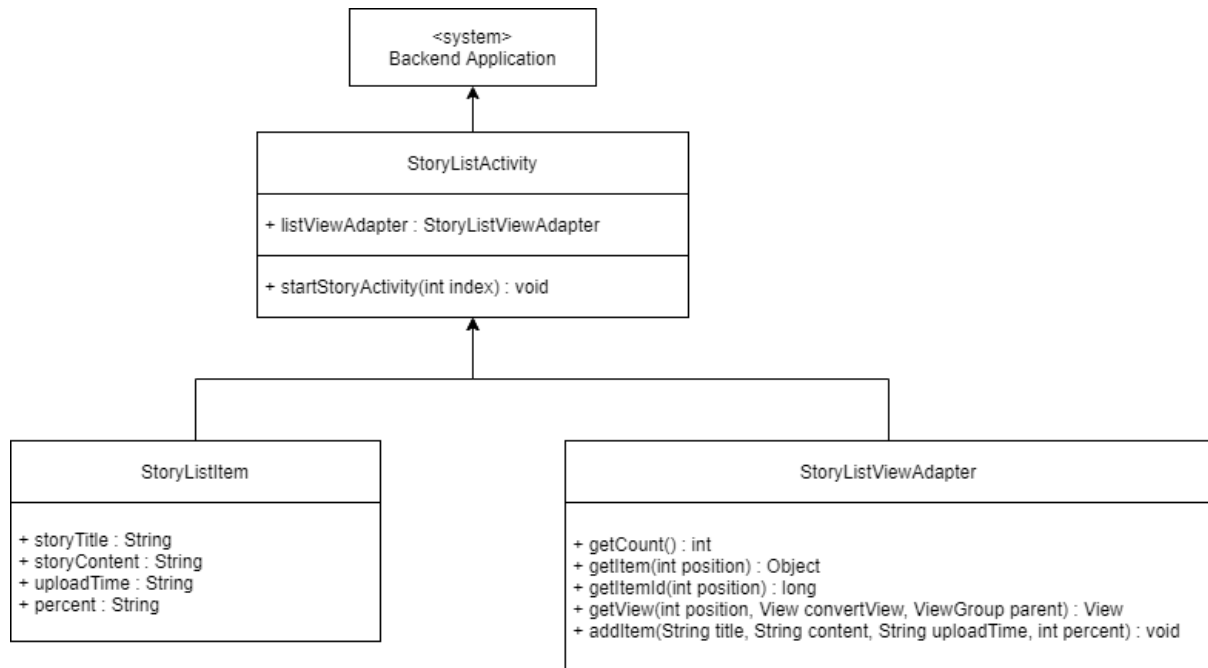 <system>
Backend Application
StoryListActivity
+ listViewAdapter : StoryListViewAdapter
+ startStoryActivity(int index) : void
StoryListItem
+ storyTitle : String
+ storyContent : String
+ uploadTime : String
+ percent : String
StoryListViewAdapter
+ getCount() : int
+ getItem(int position) : Object
+ getItemId(int position) : long
+ getView(int position, View convertView, ViewGroup parent) : View
+ addItem(String title, String content, String uploadTime, int percent) : void